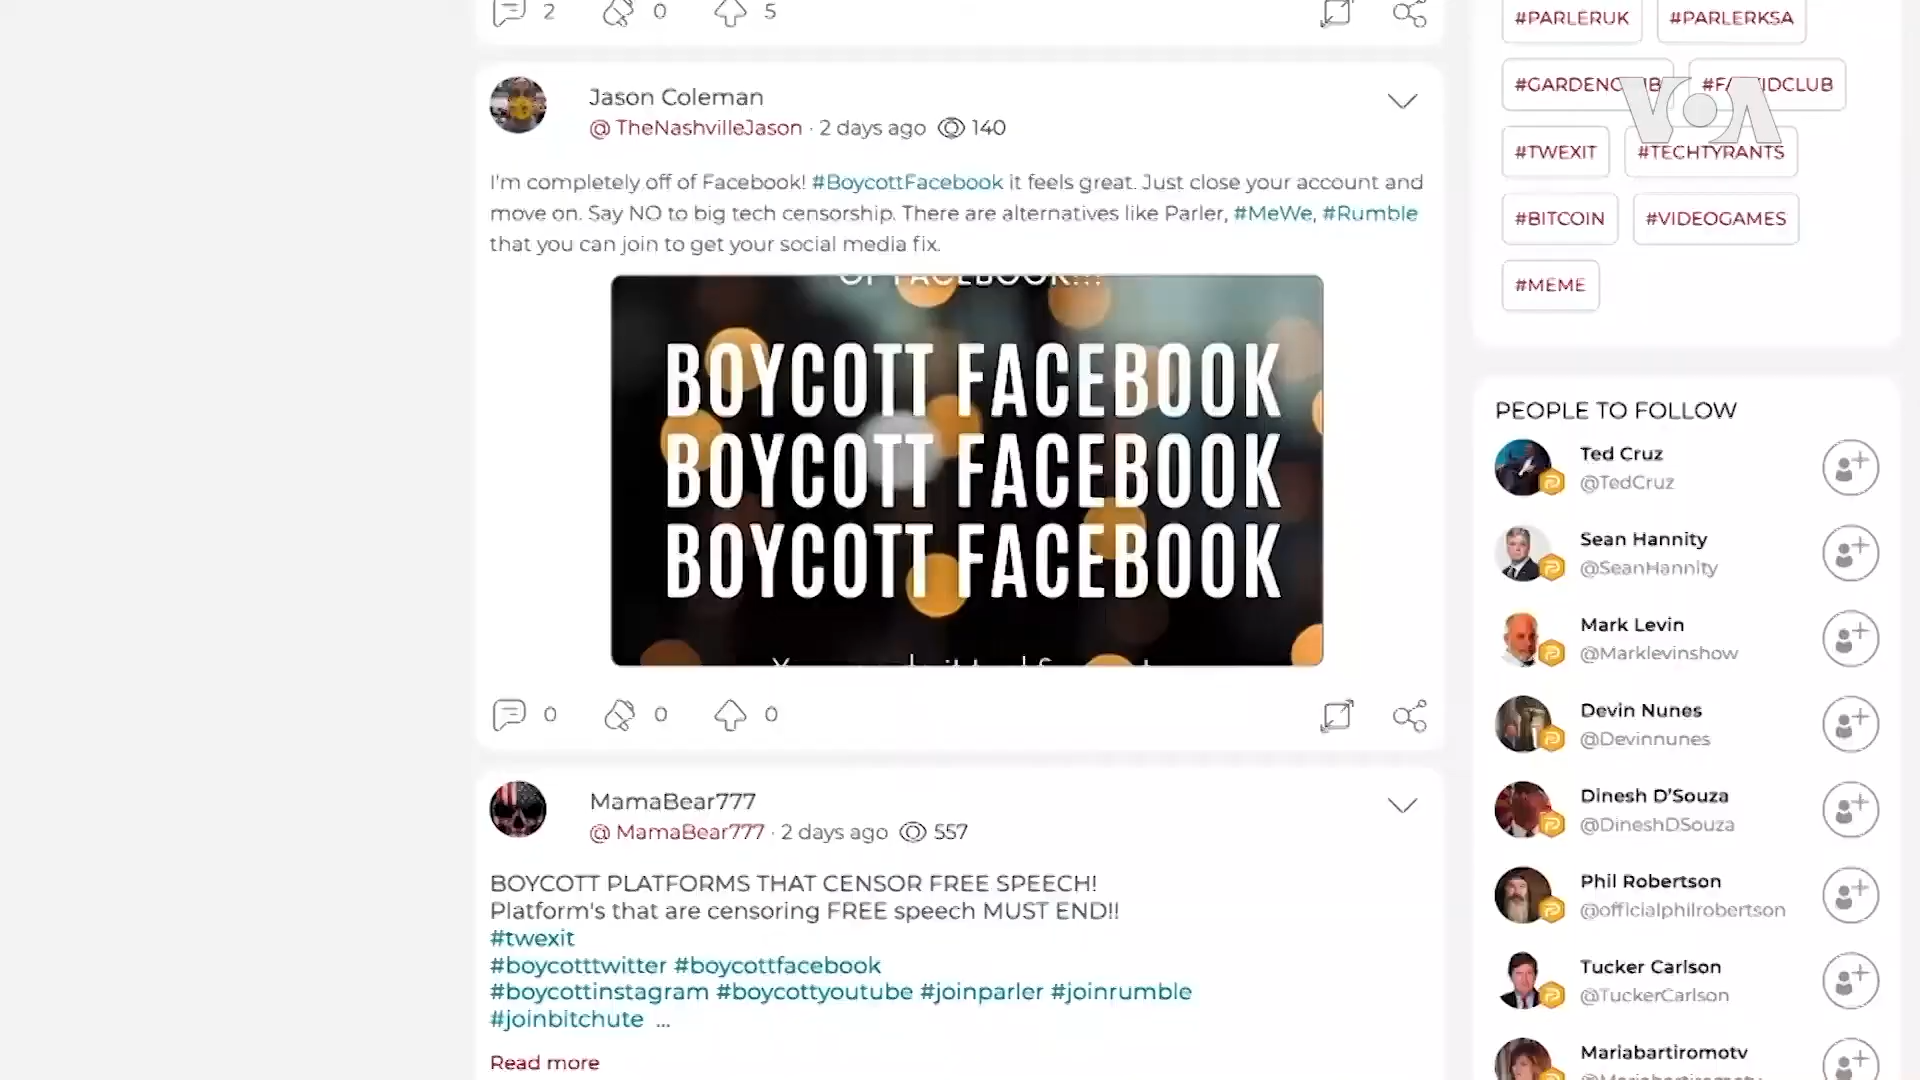 2 0 5
Jason Coleman
@ TheNashvilleJason · 2 days ago 140
I'm completely off of Facebook! #BoycottFacebook it feels great. Just close your account and
move on. Say NO to big tech censorship. There are alternatives like Parler, #MeWe, #Rumble
that you can join to get your social media fix.
OF FACEBOOK!!!
BOYCOTT FACEBOOK
BOYCOTT FACEBOOK
BOYCOTT FACEBOOK
0 0 0
MamaBear777
@ MamaBear777 · 2 days ago 557
BOYCOTT PLATFORMS THAT CENSOR FREE SPEECH!
Platform's that are censoring FREE speech MUST END!!
#twexit
#boycotttwitter #boycottfacebook
#boycottinstagram #boycottyoutube #joinparler #joinrumble
#joinbitchute ...
Read more
#PARLERUK #PARLERKSA
VOA
#TWEXIT #TECHTYRANTS
#BITCOIN #VIDEOGAMES
#MEME
PEOPLE TO FOLLOW
Ted Cruz
@TedCruz
Sean Hannity
@SeanHannity
Mark Levin
@Marklevinshow
Devin Nunes
@Devinnunes
Dinesh D'Souza
@DineshDSouza
Phil Robertson
@officialphilrobertson
Tucker Carlson
@TuckerCarlson
Mariabartiromotv